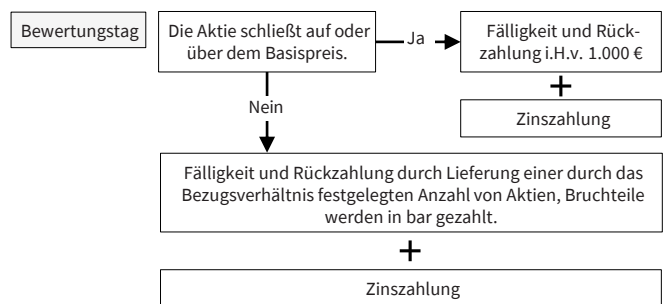 Bewertungstag
Die Aktie schließt auf oder
über dem Basispreis.
Ja
Fälligkeit und Rück-
zahlung i.H.v. 1.000 €
+
Zinszahlung
Nein
Fälligkeit und Rückzahlung durch Lieferung einer durch das
Bezugsverhältnis festgelegten Anzahl von Aktien, Bruchteile
werden in bar gezahlt.
+
Zinszahlung